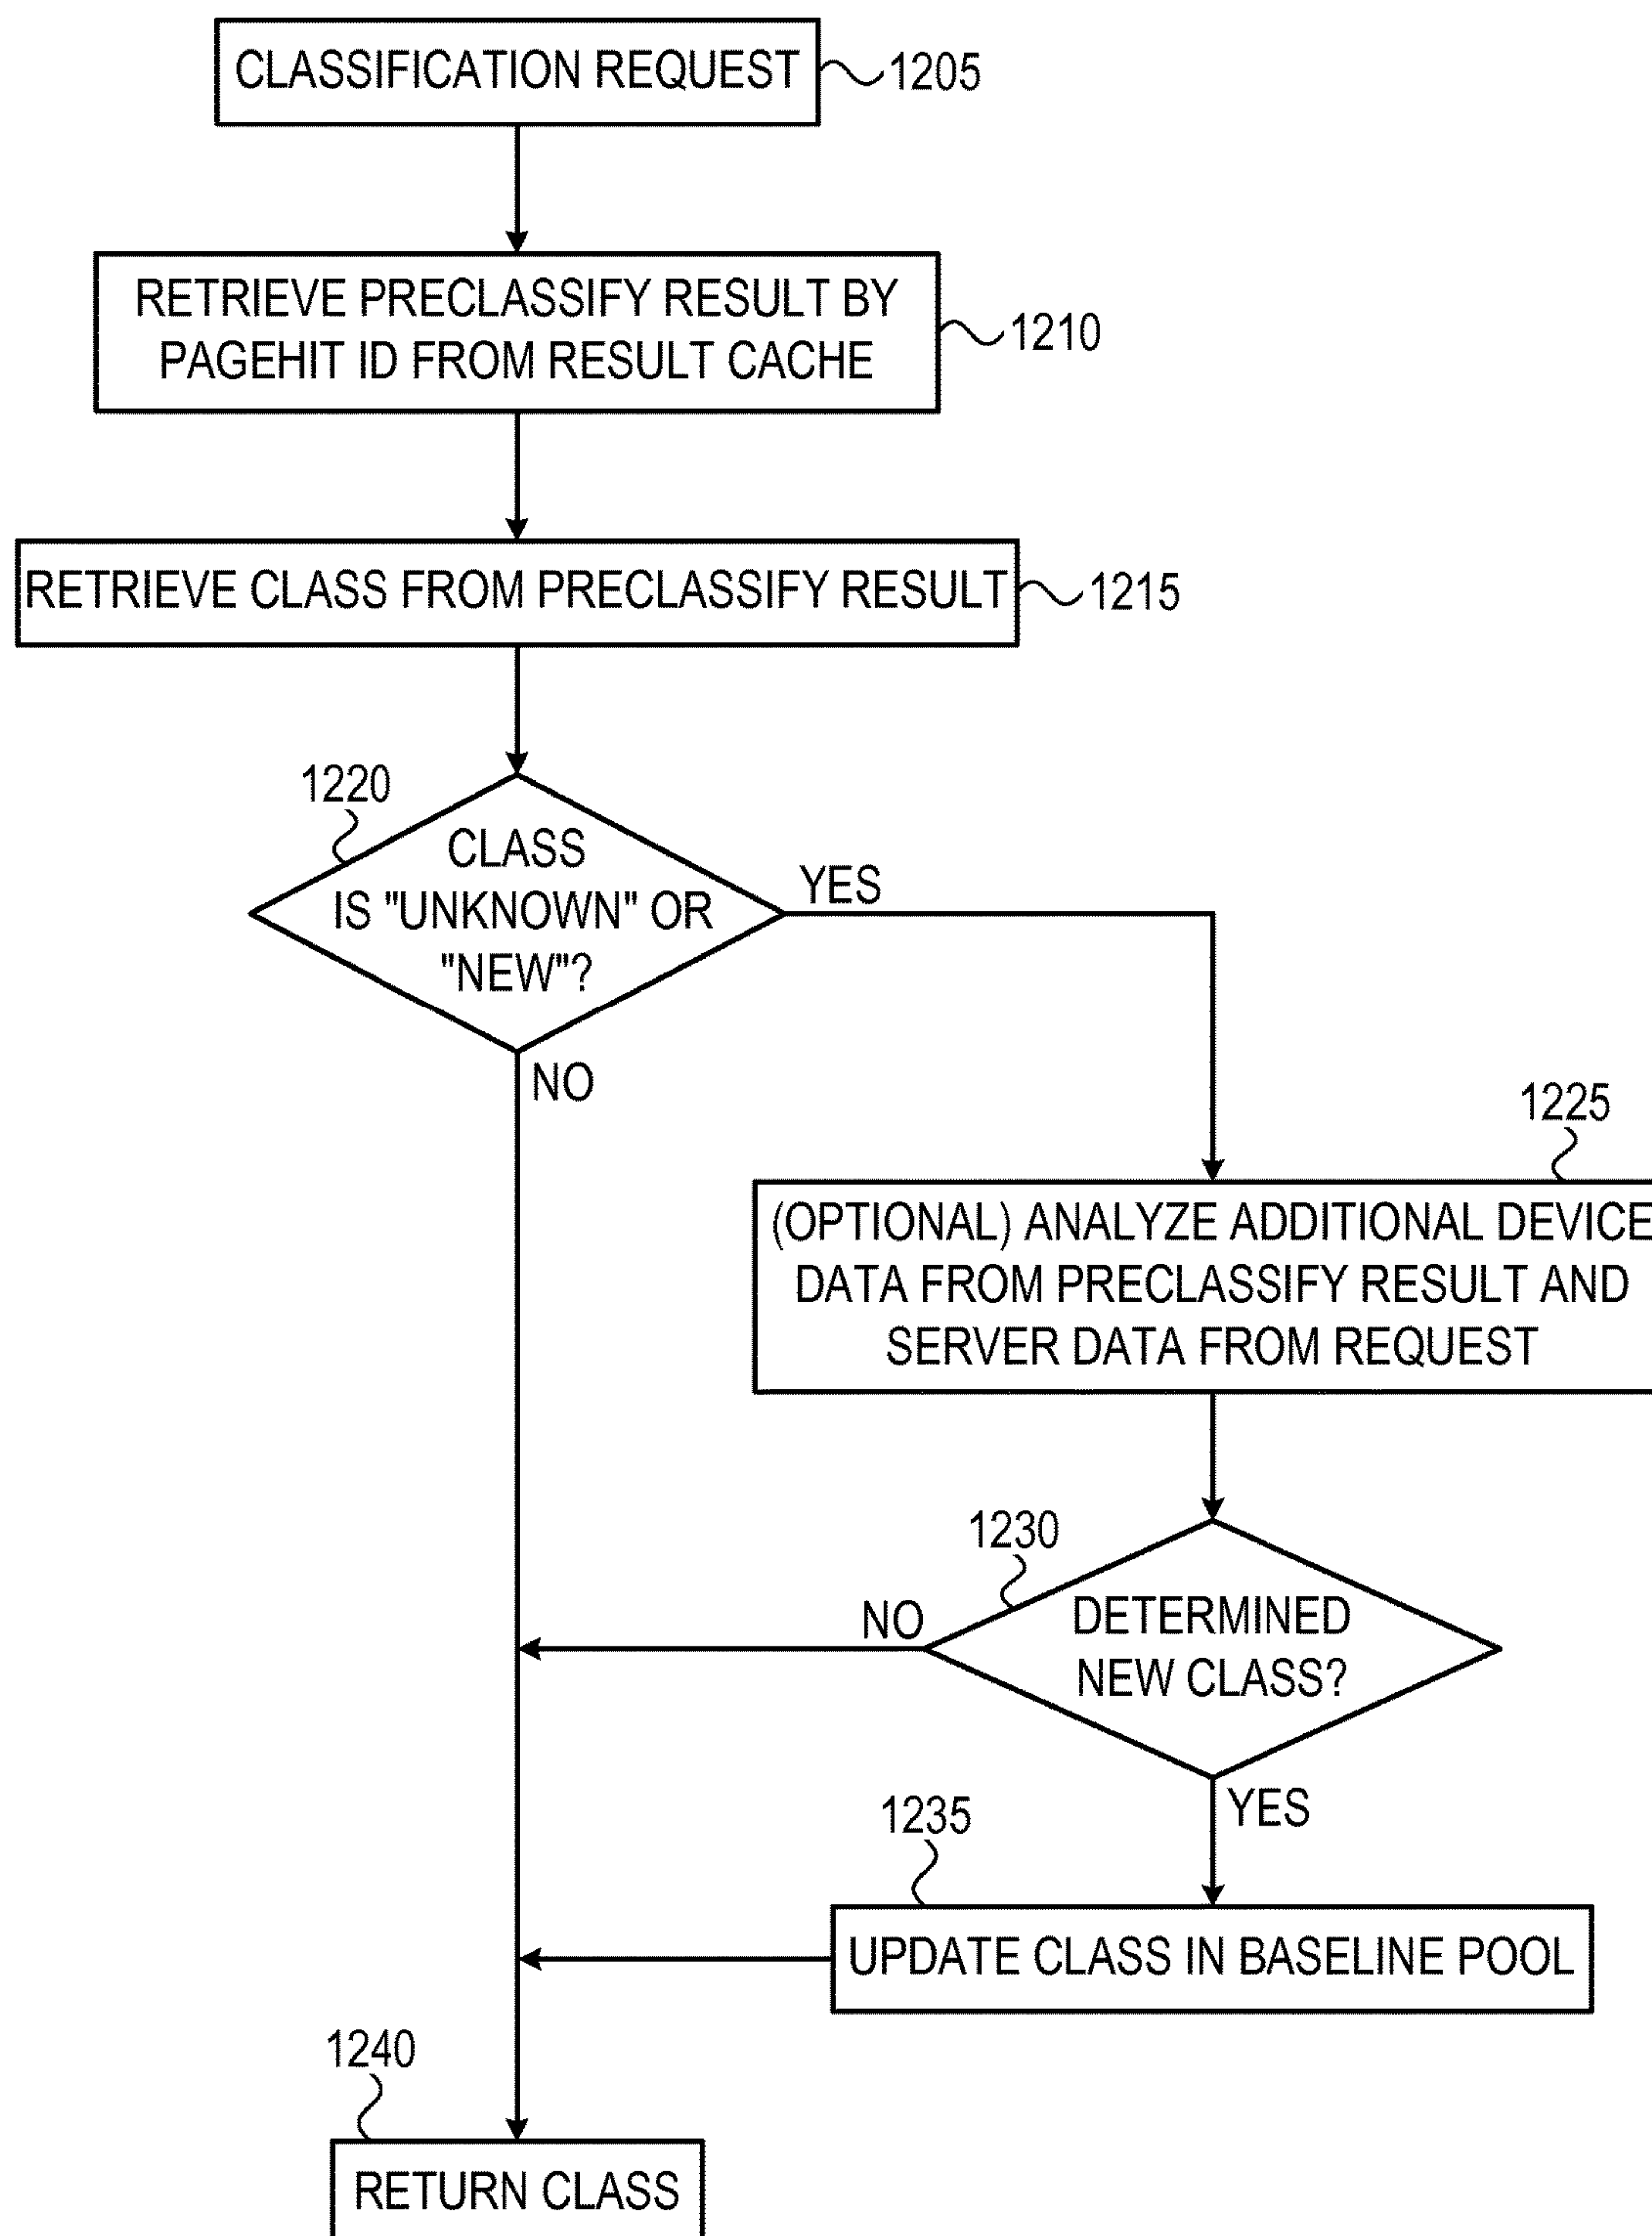 CLASSIFICATION REQUEST
1205
RETRIEVE PRECLASSIFY RESULT BY
PAGEHIT ID FROM RESULT CACHE
1210
RETRIEVE CLASS FROM PRECLASSIFY RESULT
1215
1220
CLASS
IS "UNKNOWN" OR
"NEW"?
YES
NO
1225
(OPTIONAL) ANALYZE ADDITIONAL DEVICE
DATA FROM PRECLASSIFY RESULT AND
SERVER DATA FROM REQUEST
1230
DETERMINED
NEW CLASS?
NO
YES
1235
UPDATE CLASS IN BASELINE POOL
1240
RETURN CLASS